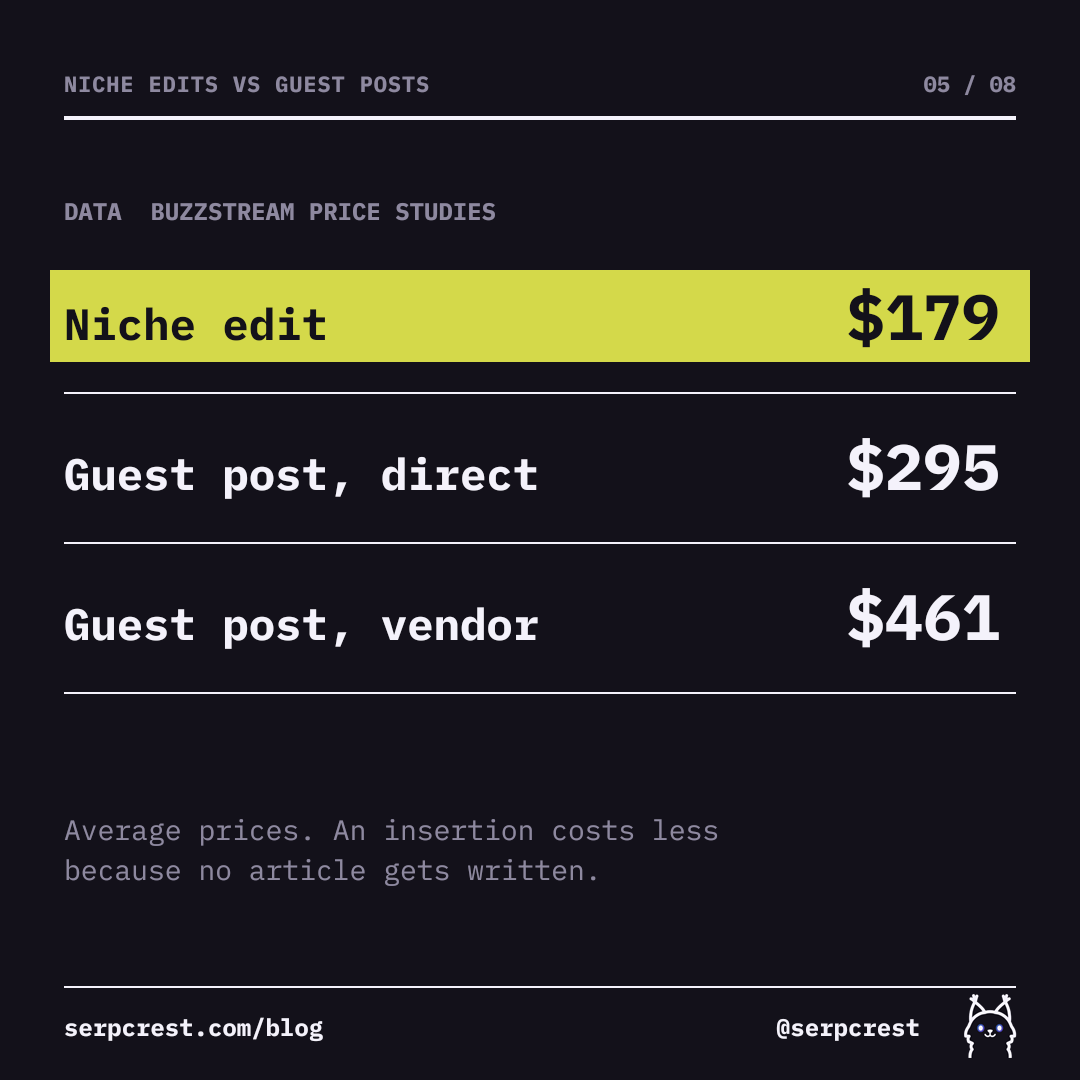 NICHE EDITS VS GUEST POSTS 05 / 08
DATA BUZZSTREAM PRICE STUDIES
Niche edit $179
Guest post, direct $295
Guest post, vendor $461
Average prices. An insertion costs less
because no article gets written.
serpcrest.com/blog @serpcrest